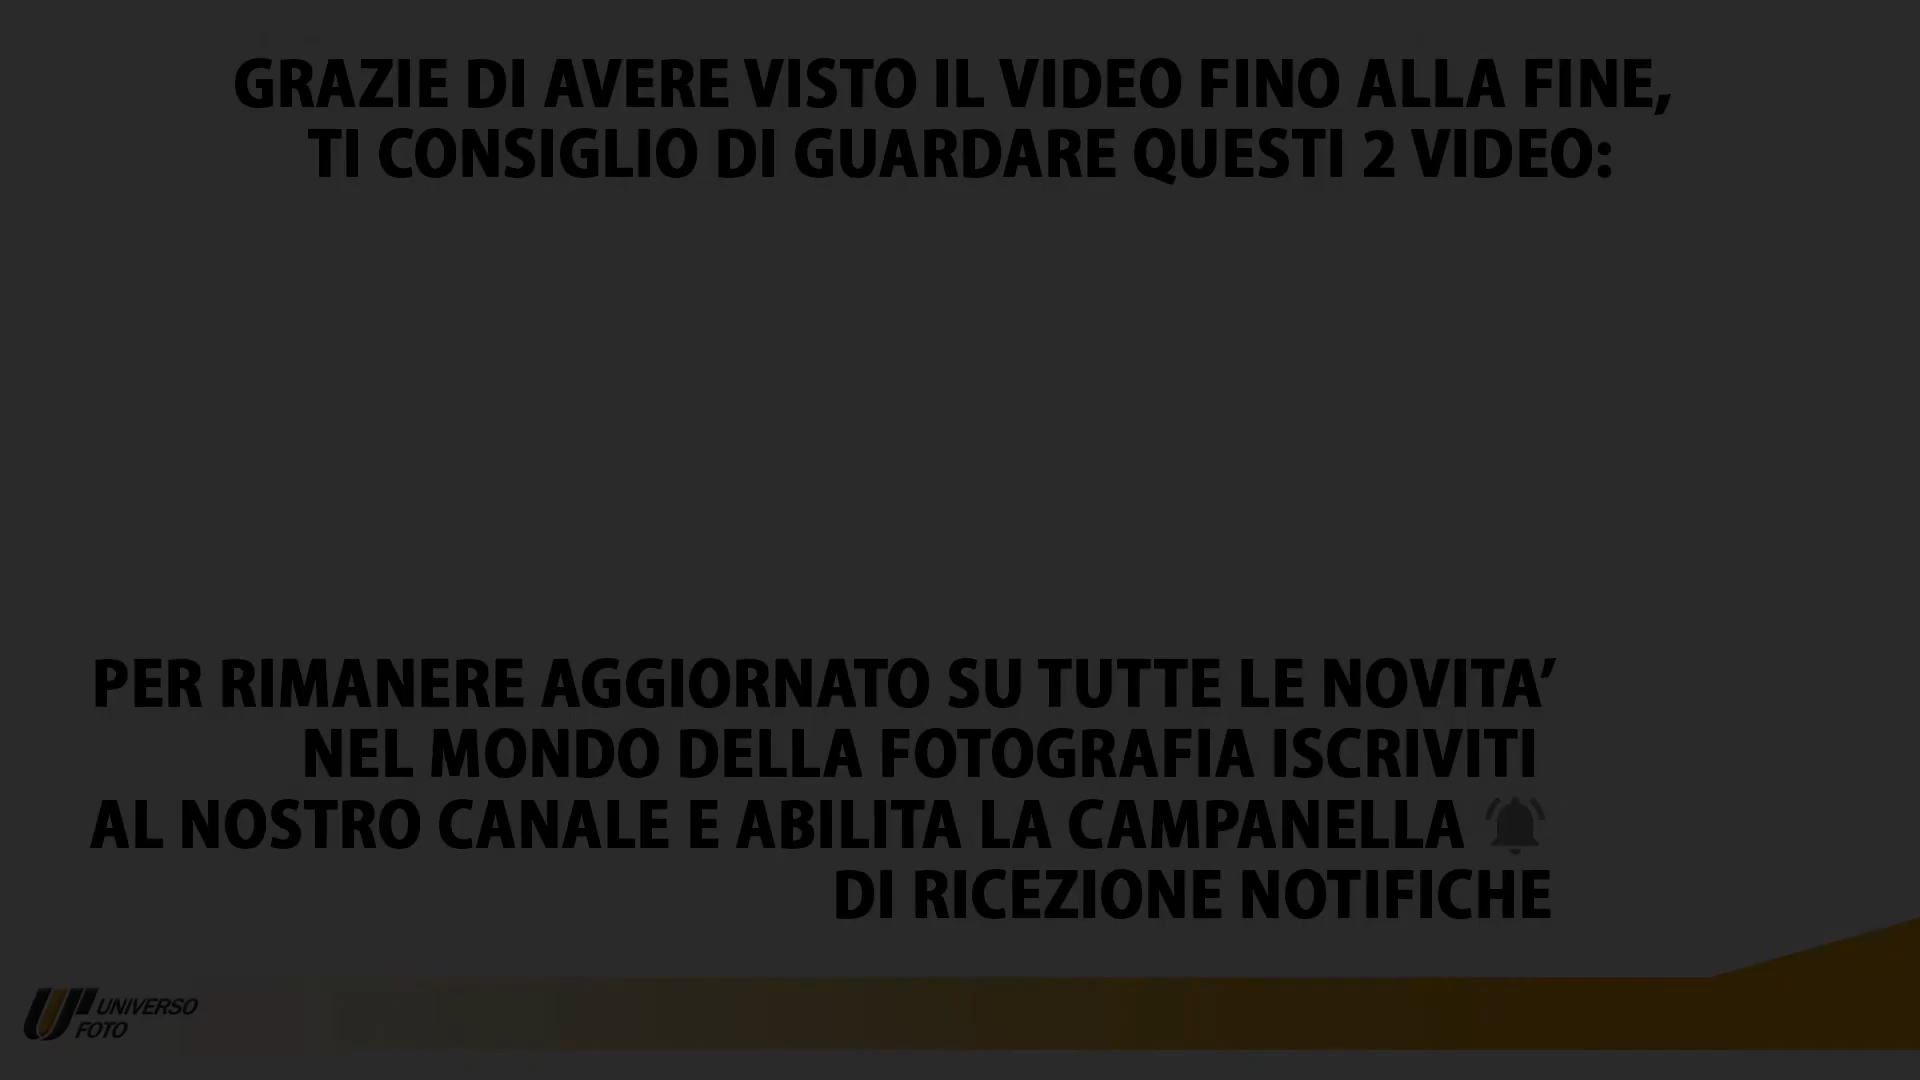 GRAZIE DI AVERE VISTO IL VIDEO FINO ALLA FINE,
TI CONSIGLIO DI GUARDARE QUESTI 2 VIDEO:
PER RIMANERE AGGIORNATO SU TUTTE LE NOVITA’
NEL MONDO DELLA FOTOGRAFIA ISCRIVITI
AL NOSTRO CANALE E ABILITA LA CAMPANELLA
DI RICEZIONE NOTIFICHE
UNIVERSO
FOTO